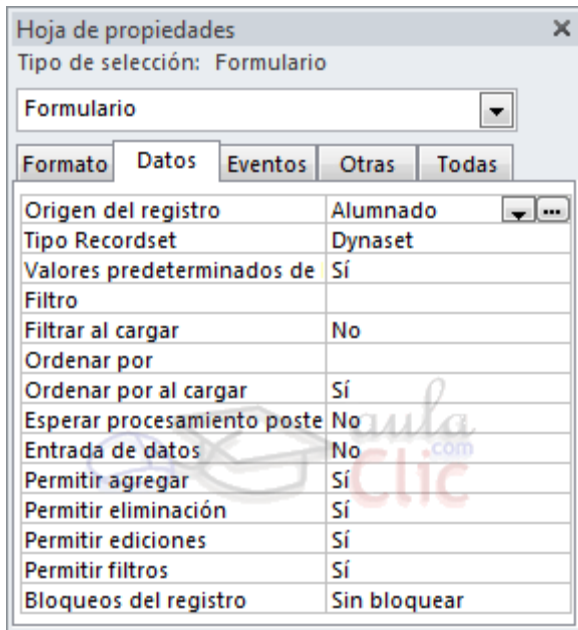 Hoja de propiedades
Tipo de selección: Formulario
Formulario
Formato Datos Eventos Otras Todas
Origen del registro Alumnado
Tipo Recordset Dynaset
Valores predeterminados de Sí
Filtro
Filtrar al cargar No
Ordenar por
Ordenar por al cargar Sí
Esperar procesamiento poste No
Entrada de datos No
Permitir agregar Sí
Permitir eliminación Sí
Permitir ediciones Sí
Permitir filtros Sí
Bloqueos del registro Sin bloquear
aula
.com
Clic